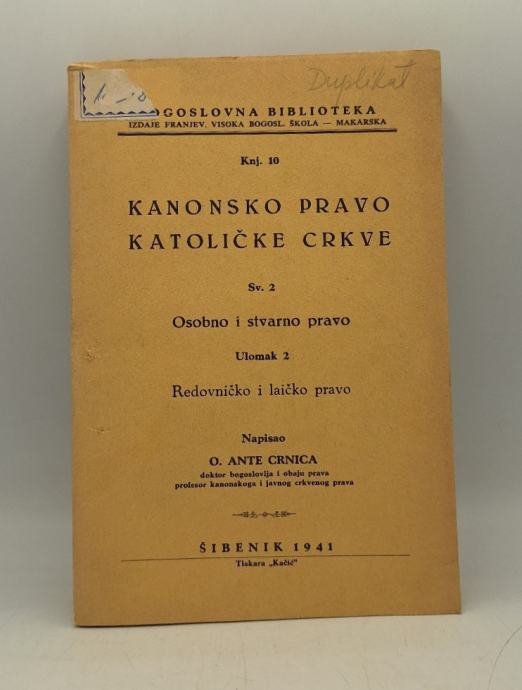 Duplikat
BOGOSLOVNA BIBLIOTEKA
IZDAJE FRANJEV. VISOKA BOGOSL. ŠKOLA — MAKARSKA
Knj. 10
KANONSKO PRAVO
KATOLIČKE CRKVE
Sv. 2
Osobno i stvarno pravo
Ulomak 2
Redovničko i laičko pravo
Napisao
O. ANTE CRNICA
doktor bogoslovija i obaju prava
profesor kanonskoga i javnog crkvenog prava
ŠIBENIK 1941
Tiskara „Kačić"